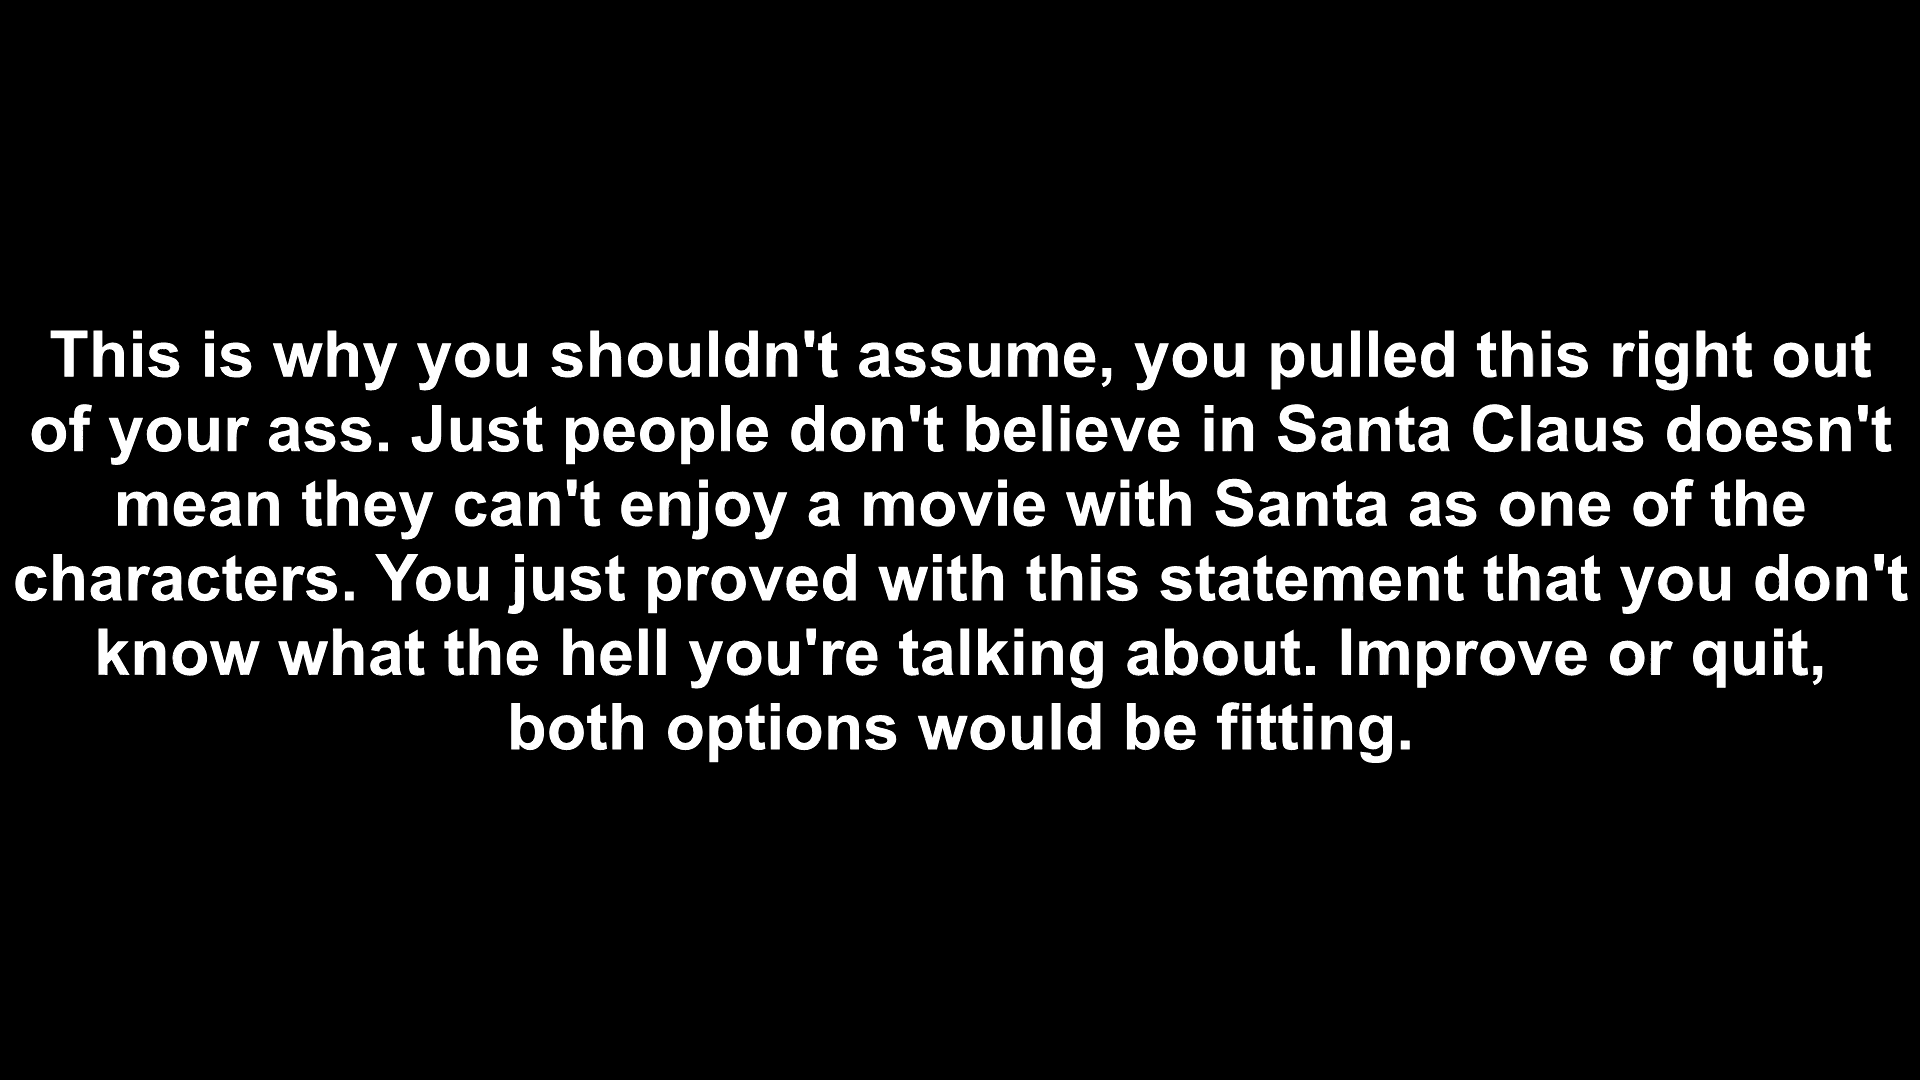 This is why you shouldn't assume, you pulled this right out
of your ass. Just people don't believe in Santa Claus doesn't
mean they can't enjoy a movie with Santa as one of the
characters. You just proved with this statement that you don't
know what the hell you're talking about. Improve or quit,
both options would be fitting.